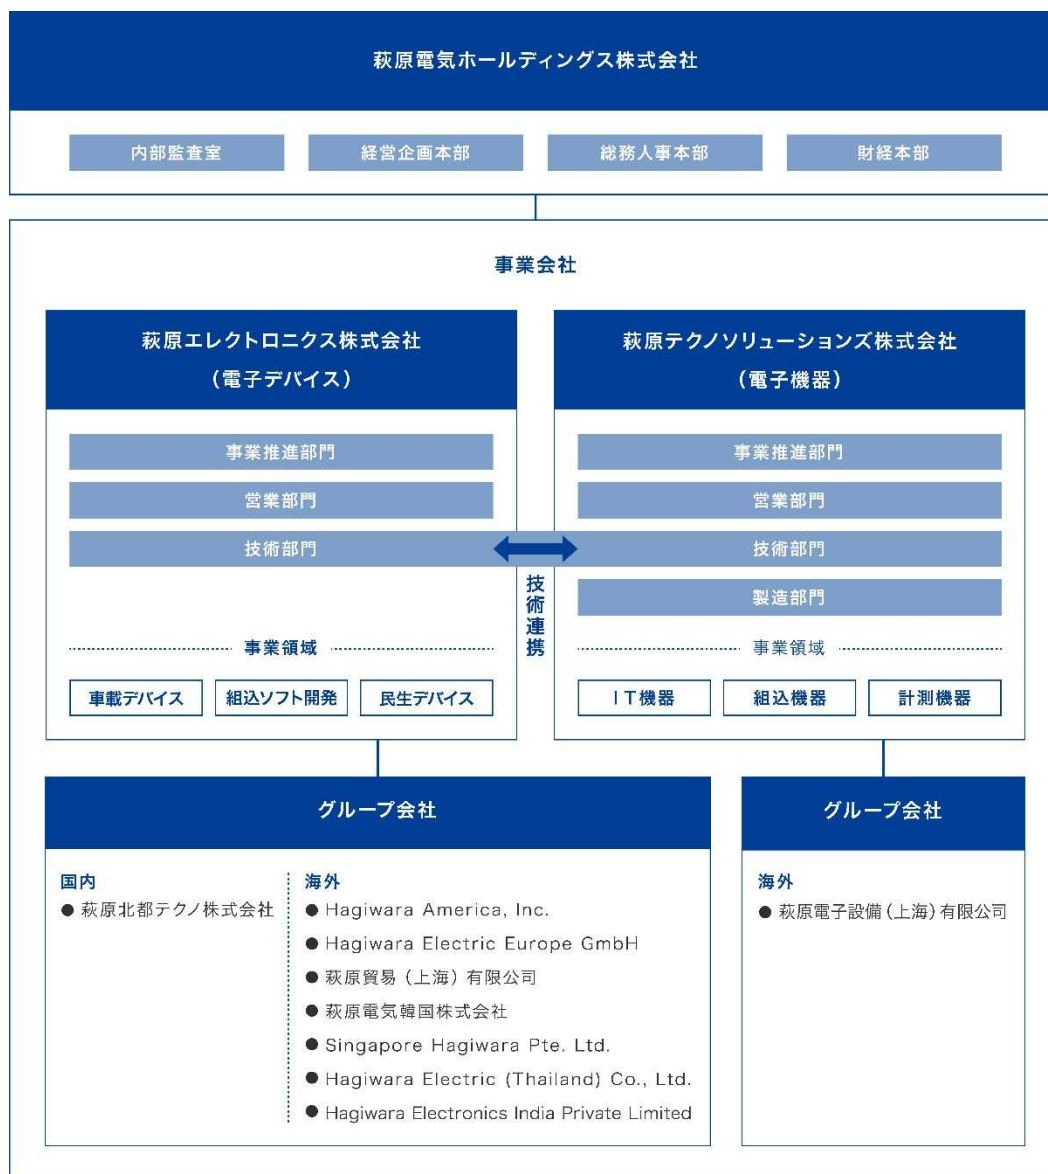 萩原電気ホールディングス株式会社
内部監査室
経営企画本部
総務人事本部
財経本部
事業会社
萩原エレクトロニクス株式会社
（電子デバイス）
事業推進部門
営業部門
技術部門
事業領域
車載デバイス
組込ソフト開発
民生デバイス
技術連携
萩原テクノソリューションズ株式会社
（電子機器）
事業推進部門
営業部門
技術部門
製造部門
事業領域
IT機器
組込機器
計測機器
グループ会社
国内
● 萩原北都テクノ株式会社
海外
● Hagiwara America, Inc.
● Hagiwara Electric Europe GmbH
● 萩原貿易（上海）有限公司
● 萩原電気韓国株式会社
● Singapore Hagiwara Pte. Ltd.
● Hagiwara Electric (Thailand) Co., Ltd.
● Hagiwara Electronics India Private Limited
グループ会社
海外
● 萩原電子設備（上海）有限公司